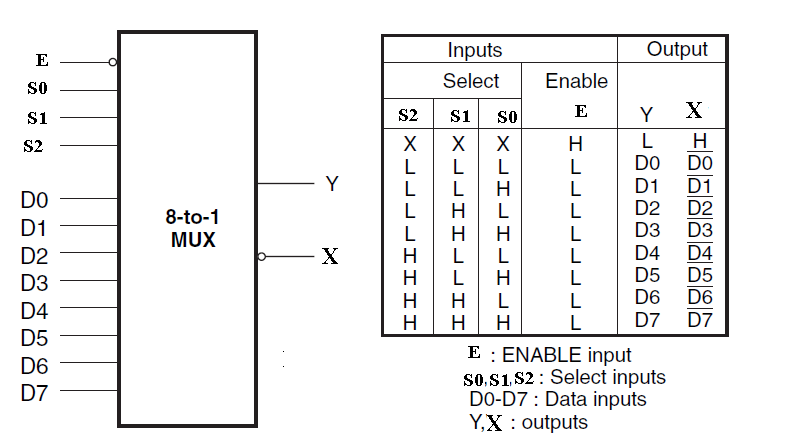 E
S0
S1
S2
D0
D1
D2
D3
D4
D5
D6
D7
8-to-1
MUX
Y
X
Inputs Output
Select Enable
S2 S1 S0 E Y X
X X X H L H
L L L L D0 D0
L L H L D1 D1
L H L L D2 D2
L H H L D3 D3
H L L L D4 D4
H L H L D5 D5
H H L L D6 D6
H H H L D7 D7
E : ENABLE input
S0,S1,S2 : Select inputs
D0-D7 : Data inputs
Y,X : outputs